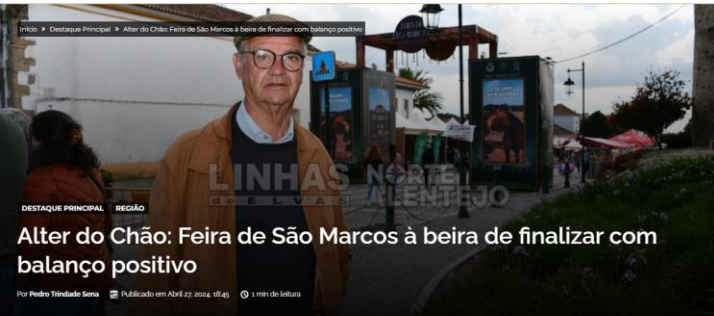 Início > Destaque Principal > Alter do Chão: Feira de São Marcos à beira de finalizar com balanço positivo
LINHAS NORTE
de ELVAS ALENTEJO
DESTAQUE PRINCIPAL REGIÃO
Alter do Chão: Feira de São Marcos à beira de finalizar com
balanço positivo
Por Pedro Trindade Sena Publicado em Abril 27, 2024, 18:45 1 min de leitura